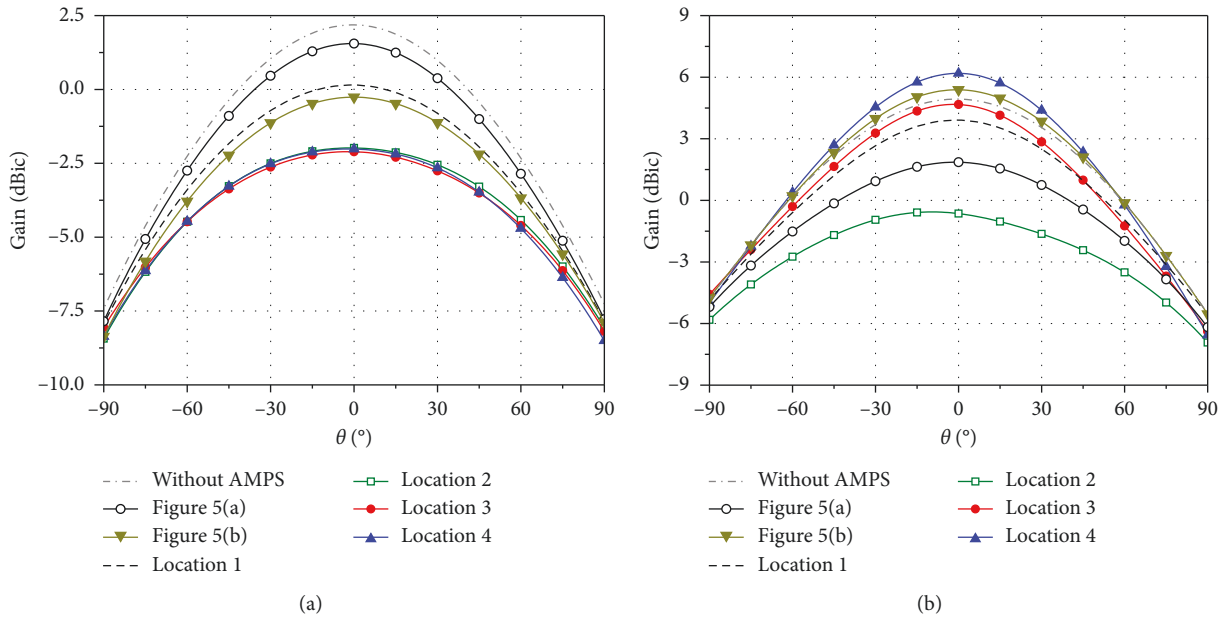 2.5
0.0
−2.5
−5.0
−7.5
−10.0
Gain (dBic)
−90 −60 −30 0 30 60 90
θ (°)
Without AMPS
Figure 5(a)
Figure 5(b)
Location 1
Location 2
Location 3
Location 4
(a)
9
6
3
0
−3
−6
−9
Gain (dBic)
−90 −60 −30 0 30 60 90
θ (°)
Without AMPS
Figure 5(a)
Figure 5(b)
Location 1
Location 2
Location 3
Location 4
(b)